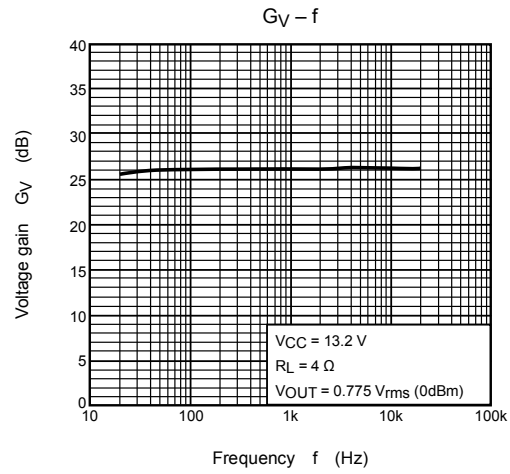 GV – f
Voltage gain GV (dB)
40
35
30
25
20
15
10
5
0
VCC = 13.2 V
RL = 4 Ω
VOUT = 0.775 Vrms (0dBm)
10 100 1k 10k 100k
Frequency f (Hz)